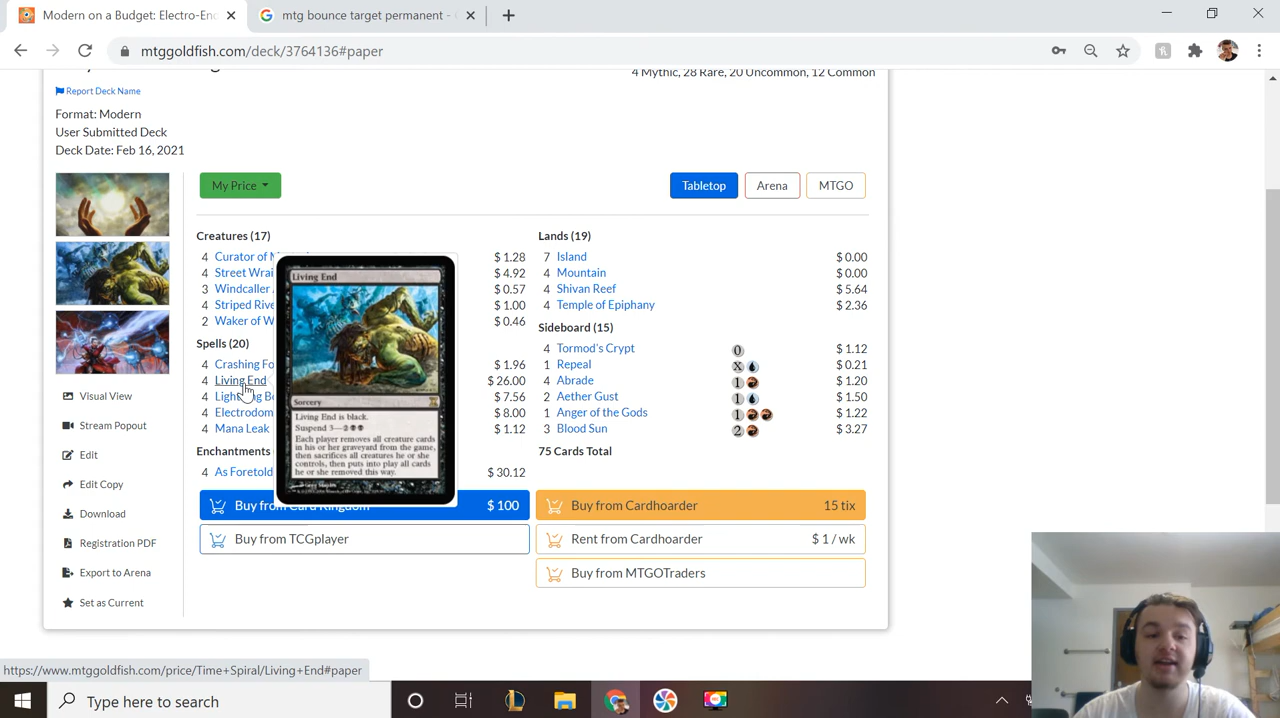 Modern on a Budget: Electro-End
mtg bounce target permanent -
mtggoldfish.com/deck/3764136#paper
4 Mythic, 28 Rare, 20 Uncommon, 12 Common
Report Deck Name
Format: Modern
User Submitted Deck
Deck Date: Feb 16, 2021
My Price
Tabletop
Arena
MTGO
Creatures (17)
4 Curator of $ 1.28
4 Street Wrai $ 4.92
3 Windcaller $ 0.57
4 Striped Rive $ 1.00
2 Waker of W $ 0.46
Spells (20)
4 Crashing Fo $ 1.96
4 Living End $ 26.00
4 Lightning Bo $ 7.56
4 Electrodom $ 8.00
4 Mana Leak $ 1.12
Enchantments
4 As Foretold $ 30.12
Living End
Sorcery
Living End is black.
Suspend 3—2
Each player removes all creature cards
in his or her graveyard from the game,
then sacrifices all creatures he or she
controls, then puts into play all cards
he or she removed this way.
Lands (19)
7 Island $ 0.00
4 Mountain $ 0.00
4 Shivan Reef $ 5.64
4 Temple of Epiphany $ 2.36
Sideboard (15)
4 Tormod's Crypt 0 $ 1.12
1 Repeal X $ 0.21
4 Abrade 1 $ 1.20
2 Aether Gust 1 $ 1.50
1 Anger of the Gods 1 $ 1.22
3 Blood Sun 2 $ 3.27
75 Cards Total
Buy from Card Kingdom $ 100
Buy from Cardhoarder 15 tix
Buy from TCGplayer
Rent from Cardhoarder $ 1 / wk
Buy from MTGOTraders
Visual View
Stream Popout
Edit
Edit Copy
Download
Registration PDF
Export to Arena
Set as Current
https://www.mtggoldfish.com/price/Time+Spiral/Living+End#paper
Type here to search